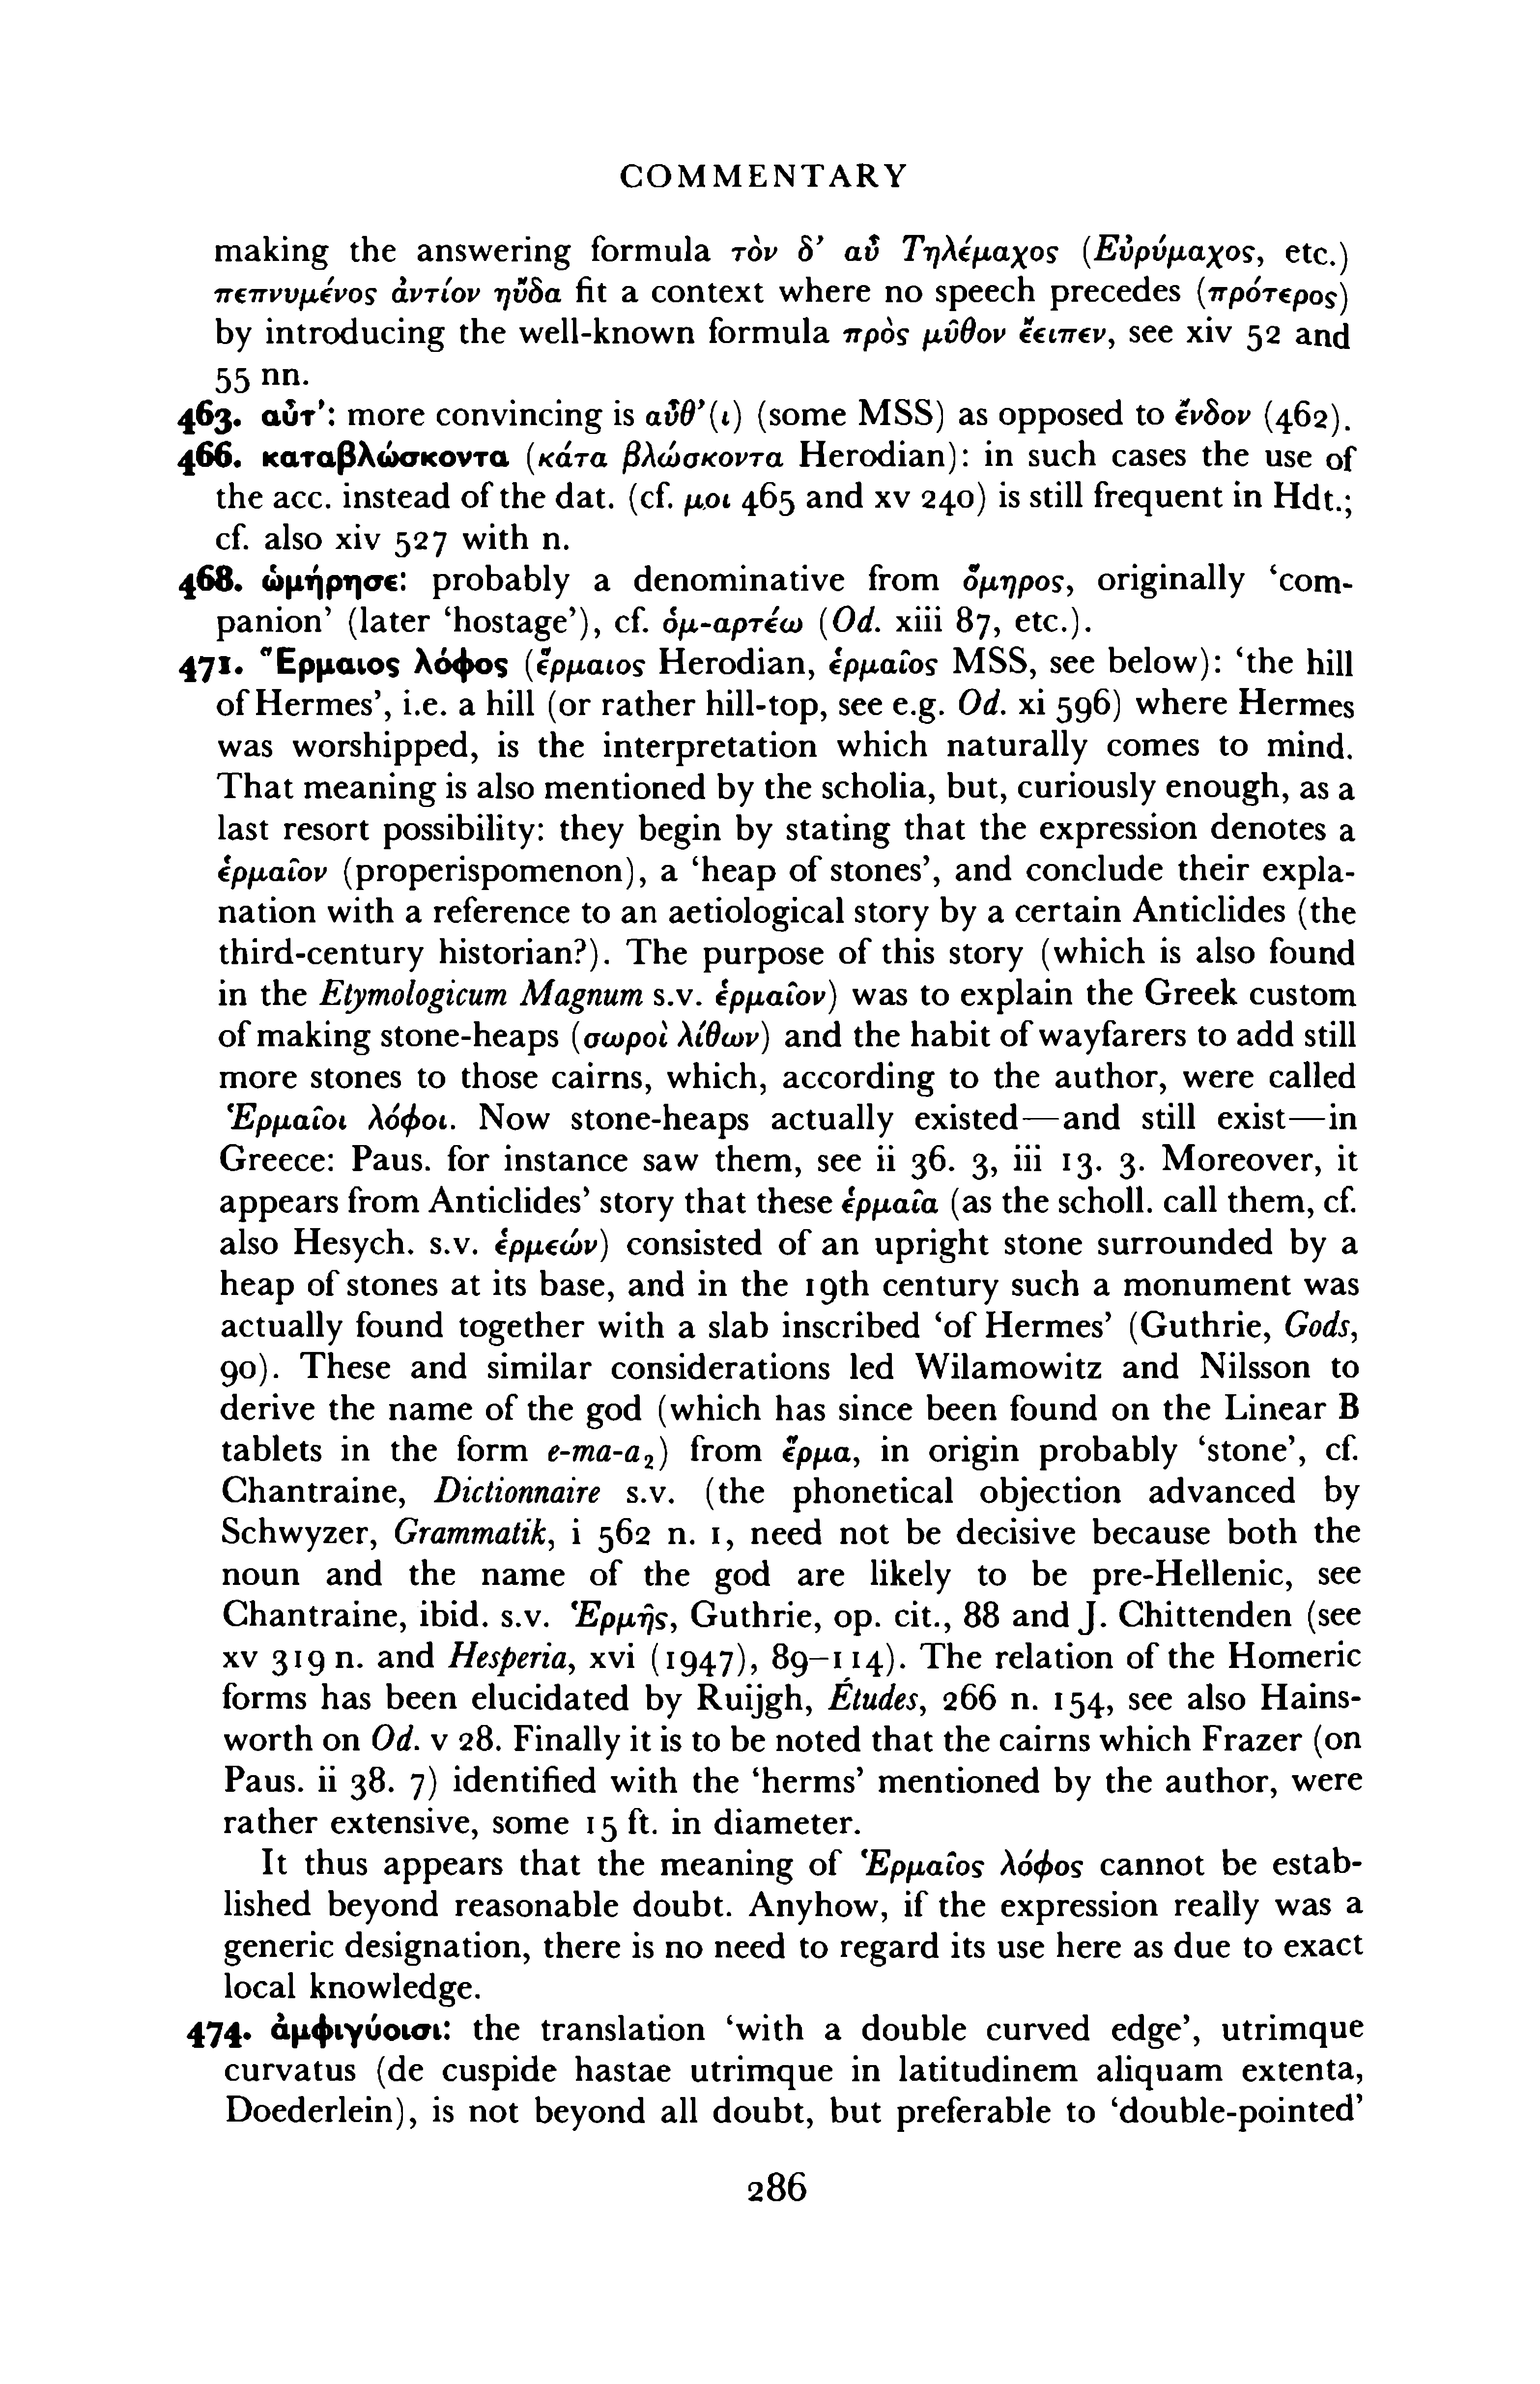 COMMENTARY
making the answering formula τὸν δ’ αὖ Τηλέμαχος (Εὐρύμαχος, etc.)
πεπνυμένος ἀντίον ηὔδα fit a context where no speech precedes (πρότερος)
by introducing the well-known formula πρὸς μῦθον ἔειπεν, see xiv 52 and
55 nn.
463. αὖτ’: more convincing is αὖθ’(ι) (some MSS) as opposed to ἔνδον (462).
466. καταβλώσκοντα (κάτα βλώσκοντα Herodian): in such cases the use of
the acc. instead of the dat. (cf. μοι 465 and xv 240) is still frequent in Hdt.;
cf. also xiv 527 with n.
468. ὡμήρησε: probably a denominative from ὅμηρος, originally ‘com-
panion’ (later ‘hostage’), cf. ὁμ-αρτέω (Od. xiii 87, etc.).
471. Ἕρμαιος λόφος (ἕρμαιος Herodian, ἑρμαῖος MSS, see below): ‘the hill
of Hermes’, i.e. a hill (or rather hill-top, see e.g. Od. xi 596) where Hermes
was worshipped, is the interpretation which naturally comes to mind.
That meaning is also mentioned by the scholia, but, curiously enough, as a
last resort possibility: they begin by stating that the expression denotes a
ἑρμαῖον (properispomenon), a ‘heap of stones’, and conclude their expla-
nation with a reference to an aetiological story by a certain Anticlides (the
third-century historian?). The purpose of this story (which is also found
in the Etymologicum Magnum s.v. ἑρμαῖον) was to explain the Greek custom
of making stone-heaps (σωροὶ λίθων) and the habit of wayfarers to add still
more stones to those cairns, which, according to the author, were called
Ἑρμαῖοι λόφοι. Now stone-heaps actually existed—and still exist—in
Greece: Paus. for instance saw them, see ii 36. 3, iii 13. 3. Moreover, it
appears from Anticlides’ story that these ἑρμαῖα (as the scholl. call them, cf.
also Hesych. s.v. ἑρμεών) consisted of an upright stone surrounded by a
heap of stones at its base, and in the 19th century such a monument was
actually found together with a slab inscribed ‘of Hermes’ (Guthrie, Gods,
90). These and similar considerations led Wilamowitz and Nilsson to
derive the name of the god (which has since been found on the Linear B
tablets in the form e-ma-a₂) from ἕρμα, in origin probably ‘stone’, cf.
Chantraine, Dictionnaire s.v. (the phonetical objection advanced by
Schwyzer, Grammatik, i 562 n. 1, need not be decisive because both the
noun and the name of the god are likely to be pre-Hellenic, see
Chantraine, ibid. s.v. Ἑρμῆς, Guthrie, op. cit., 88 and J. Chittenden (see
xv 319 n. and Hesperia, xvi (1947), 89–114). The relation of the Homeric
forms has been elucidated by Ruijgh, Études, 266 n. 154, see also Hains-
worth on Od. v 28. Finally it is to be noted that the cairns which Frazer (on
Paus. ii 38. 7) identified with the ‘herms’ mentioned by the author, were
rather extensive, some 15 ft. in diameter.
It thus appears that the meaning of Ἑρμαῖος λόφος cannot be estab-
lished beyond reasonable doubt. Anyhow, if the expression really was a
generic designation, there is no need to regard its use here as due to exact
local knowledge.
474. ἀμφιγύοισι: the translation ‘with a double curved edge’, utrimque
curvatus (de cuspide hastae utrimque in latitudinem aliquam extenta,
Doederlein), is not beyond all doubt, but preferable to ‘double-pointed’
286